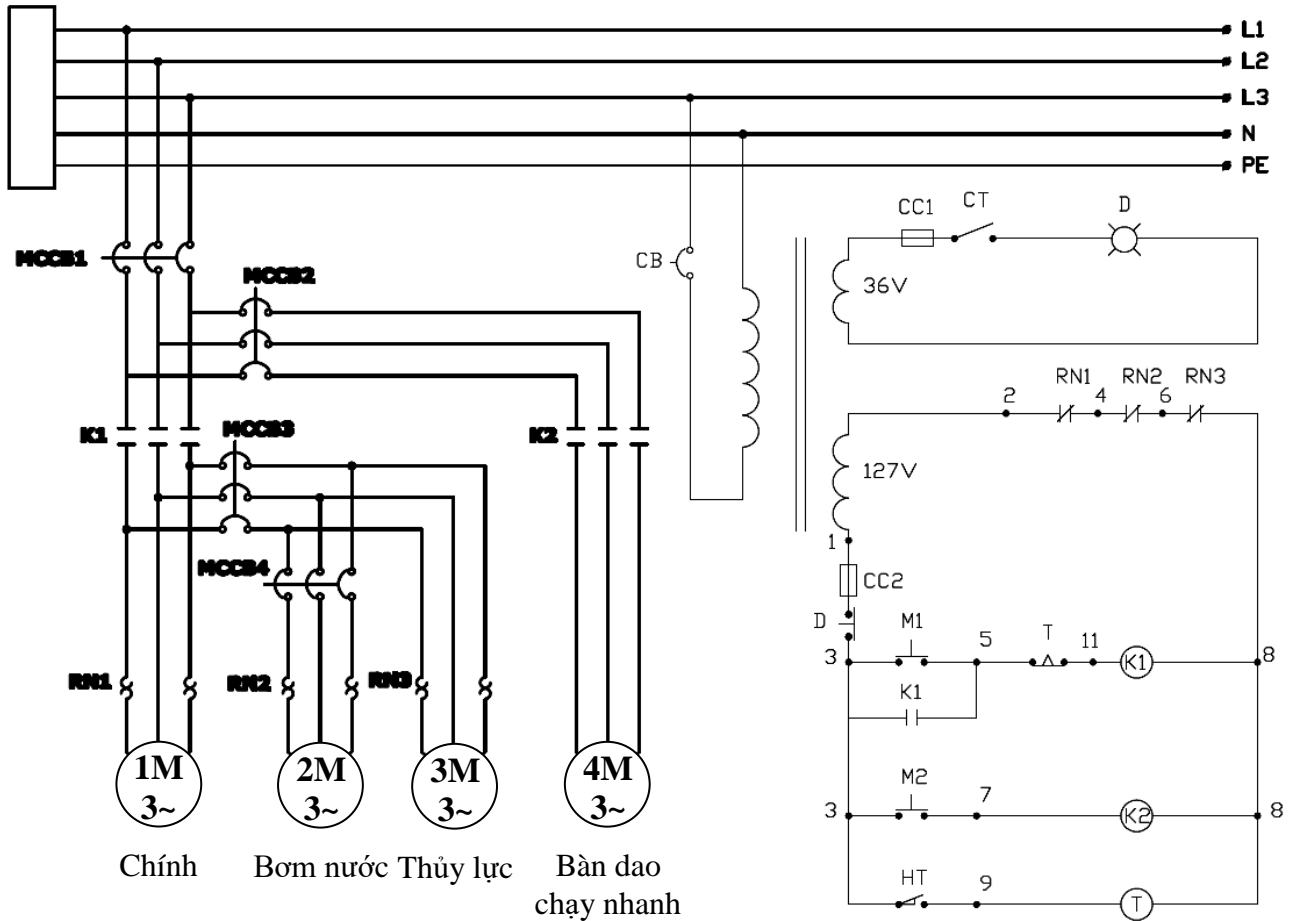 L1
L2
L3
N
PE
CC1 CT D
MCCB1
CB
MCCB2
36V
RN1 RN2 RN3
2 4 6
K1
MCCB3
K2
127V
1
MCCB4
CC2
D M1 5 T 11
3 K1 8
RN1 RN2 RN3
K1
1M
3~
2M
3~
3M
3~
4M
3~
M2 7
3 K2 8
Chính
Bơm nước
Thủy lực
Bàn dao
chạy nhanh
HT 9
T